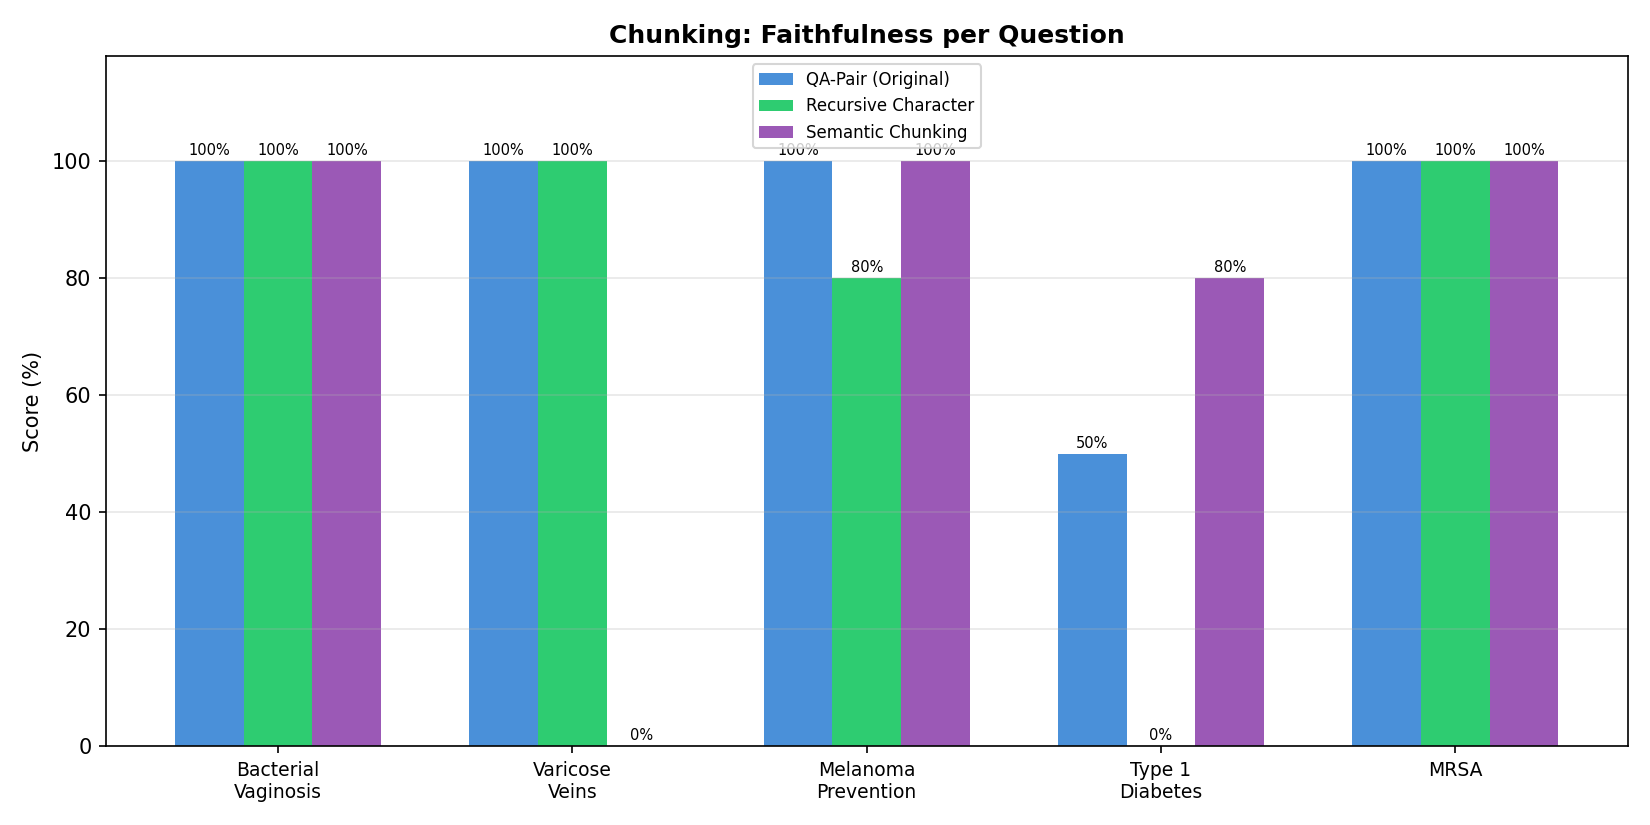 Chunking: Faithfulness per Question
QA-Pair (Original)
Recursive Character
Semantic Chunking
100% 100% 100% 100% 100% 100% 100% 100% 100% 100%
80% 80%
50%
0% 0%
Score (%)
100
80
60
40
20
0
Bacterial Vaginosis
Varicose Veins
Melanoma Prevention
Type 1 Diabetes
MRSA